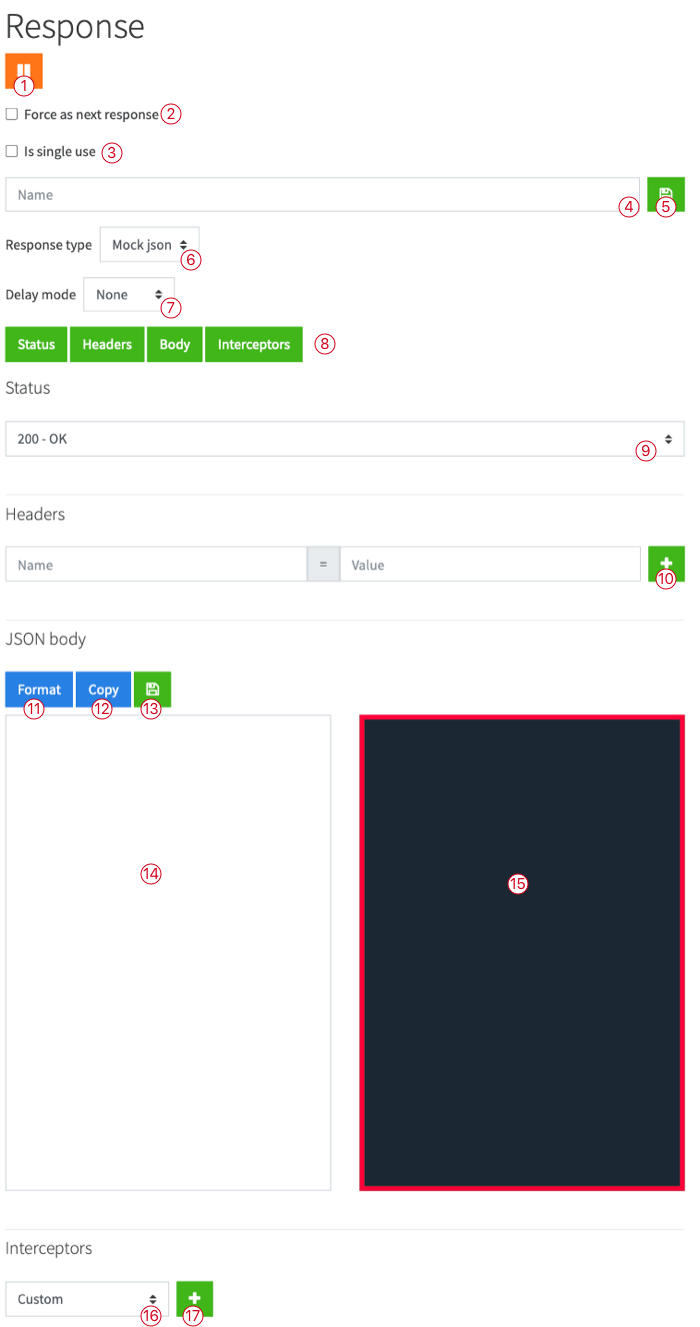 Response
1
Force as next response 2
Is single use 3
Name 4 5
Response type Mock json 6
Delay mode None 7
Status Headers Body Interceptors 8
Status
200 - OK 9
Headers
Name = Value 10
JSON body
Format Copy
11 12 13
14 15
Interceptors
Custom 16 17